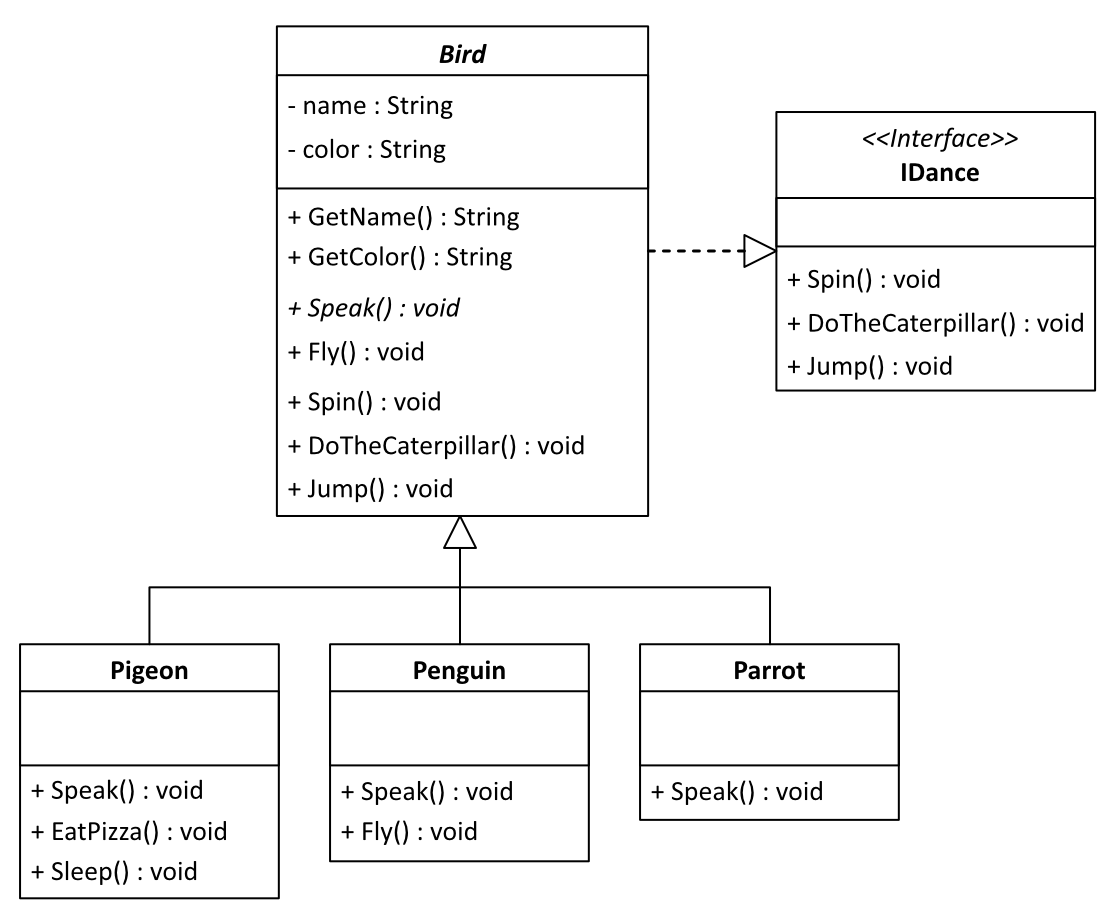 Bird
- name : String
- color : String
+ GetName() : String
+ GetColor() : String
+ Speak() : void
+ Fly() : void
+ Spin() : void
+ DoTheCaterpillar() : void
+ Jump() : void
<<Interface>>
IDance
+ Spin() : void
+ DoTheCaterpillar() : void
+ Jump() : void
Pigeon
+ Speak() : void
+ EatPizza() : void
+ Sleep() : void
Penguin
+ Speak() : void
+ Fly() : void
Parrot
+ Speak() : void